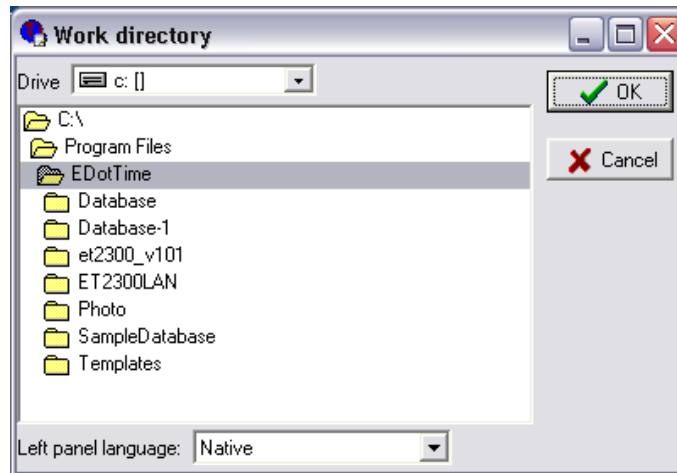 Work directory
Drive c: []
OK
C:\
Program Files
Cancel
EDotTime
Database
Database-1
et2300_v101
ET2300LAN
Photo
SampleDatabase
Templates
Left panel language: Native